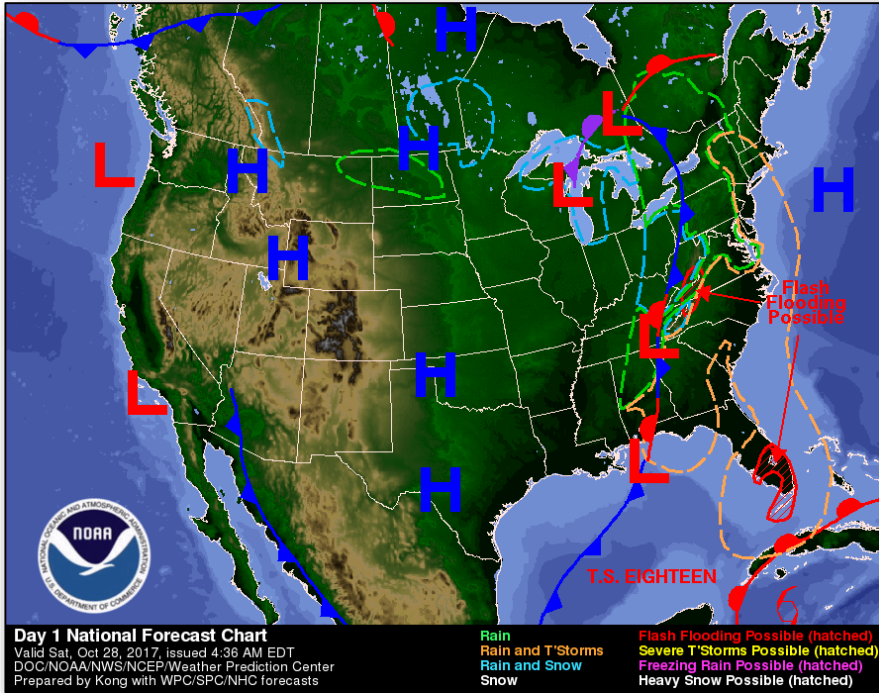 H
H
L
L
H
H
L
H
H
Flash
Flooding
Possible
L
H
L
L
H
NATIONAL OCEANIC AND ATMOSPHERIC ADMINISTRATION
NOAA
U.S. DEPARTMENT OF COMMERCE
T.S. EIGHTEEN
Day 1 National Forecast Chart
Valid Sat, Oct 28, 2017, issued 4:36 AM EDT
DOC/NOAA/NWS/NCEP/Weather Prediction Center
Prepared by Kong with WPC/SPC/NHC forecasts
Rain
Rain and T'Storms
Rain and Snow
Snow
Flash Flooding Possible (hatched)
Severe T'Storms Possible (hatched)
Freezing Rain Possible (hatched)
Heavy Snow Possible (hatched)